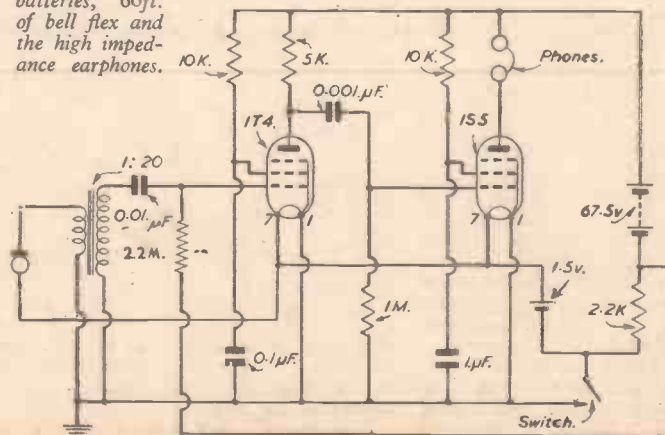 batteries, 60ft.
of bell flex and
the high imped-
ance earphones.
10K.
5K.
10K.
Phones.
0.001.µF.
1T4.
1S5
1:20
0.01.µF
2.2M.
7
1
7
1
67.5v
1.5v.
2.2K
1M.
0.1µF.
1µF.
Switch.